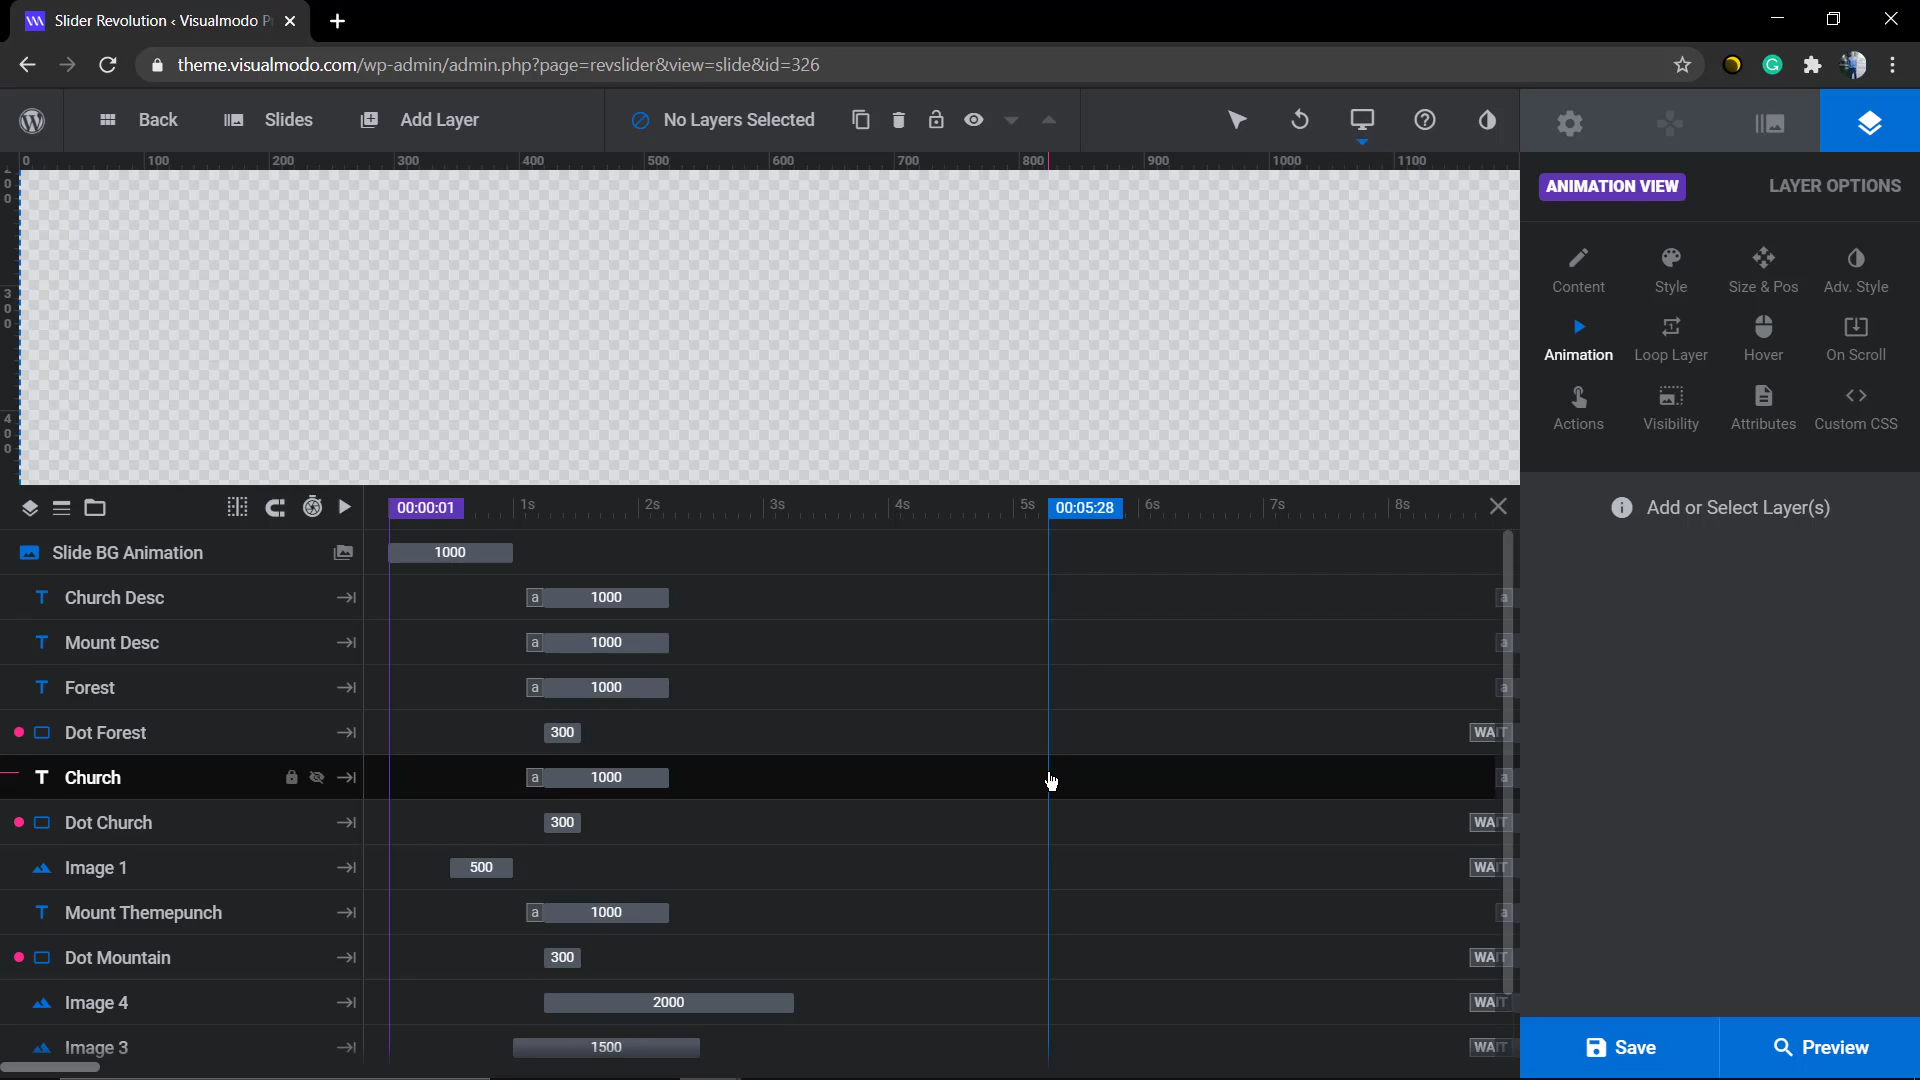 Slider Revolution ‹ Visualmodo P
theme.visualmodo.com/wp-admin/admin.php?page=revslider&view=slide&id=326
Back Slides Add Layer No Layers Selected
0 100 200 300 400 500 600 700 800 900 1000 1100
300
400
ANIMATION VIEW LAYER OPTIONS
Content Style Size & Pos Adv. Style
Animation Loop Layer Hover On Scroll
Actions Visibility Attributes Custom CSS
Add or Select Layer(s)
00:00:01 1s 2s 3s 4s 5s 00:05:28 6s 7s 8s
Slide BG Animation 1000
Church Desc a 1000 a
Mount Desc a 1000 a
Forest a 1000 a
Dot Forest 300 WAIT
Church a 1000 a
Dot Church 300 WAIT
Image 1 500 WAIT
Mount Themepunch a 1000 a
Dot Mountain 300 WAIT
Image 4 2000 WAIT
Image 3 1500 WAIT
Save Preview